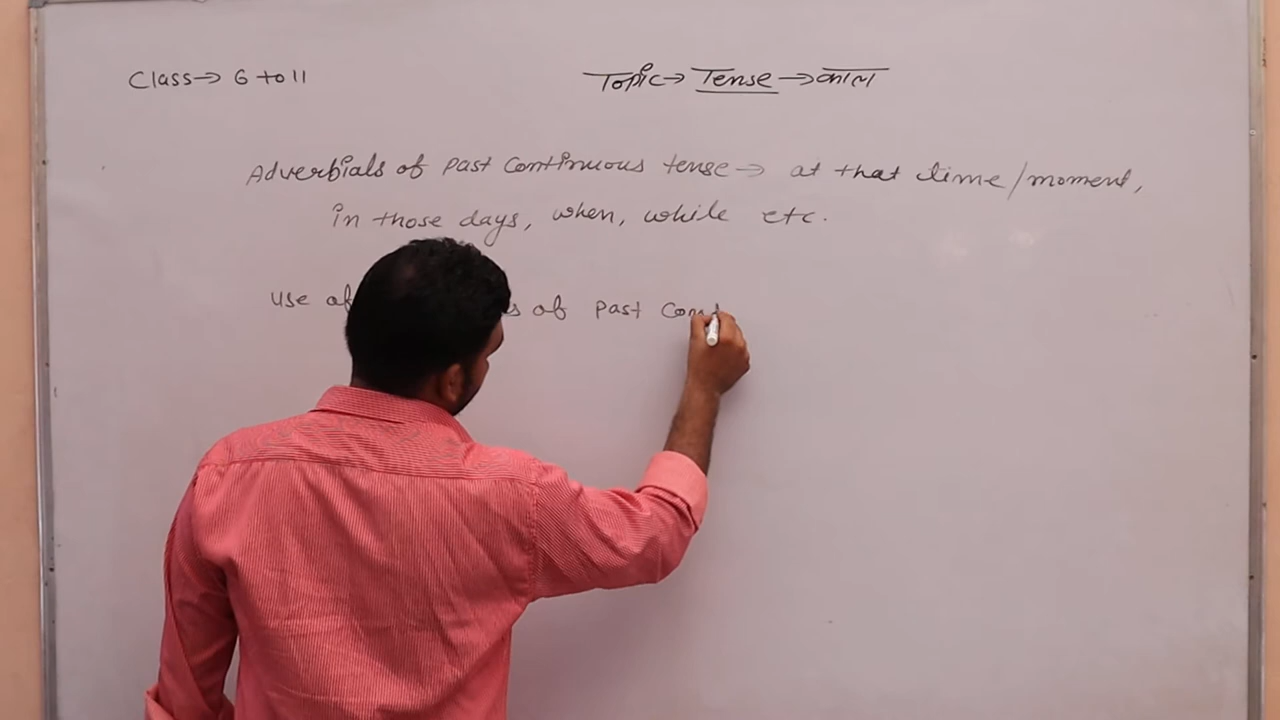 Class→ 6 to 11
Topic→ Tense →काल
Adverbials of Past Continuous tense → at that time/moment,
in those days, when, while etc.
use of of Past Con